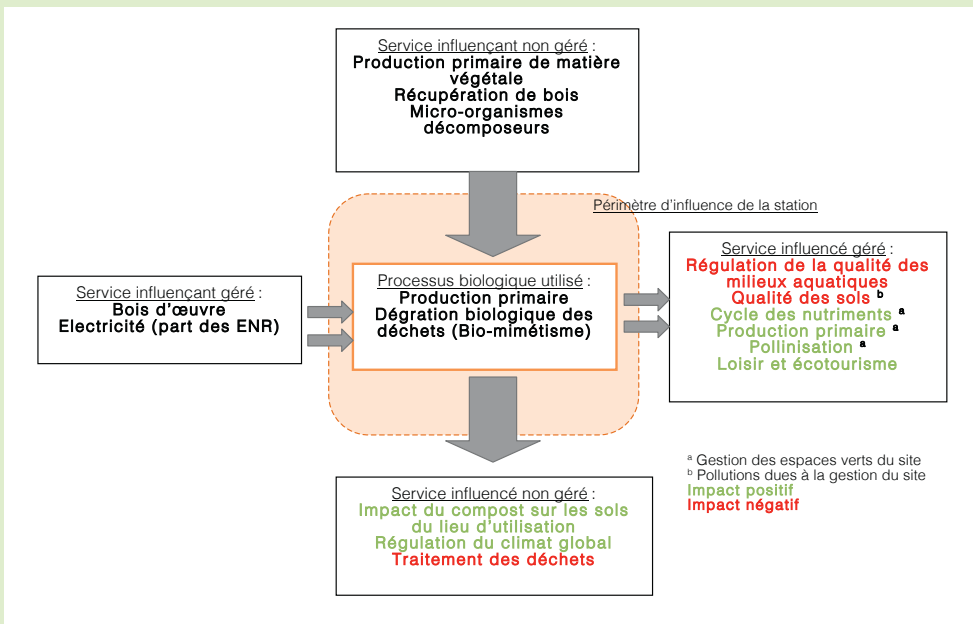 Service influençant non géré :
Production primaire de matière
végétale
Récupération de bois
Micro-organismes
décomposeurs
Périmètre d'influence de la station
Service influençant géré :
Bois d'œuvre
Electricité (part des ENR)
Processus biologique utilisé :
Production primaire
Dégration biologique des
déchets (Bio-mimétisme)
Service influencé géré :
Régulation de la qualité des
milieux aquatiques
Qualité des sols b
Cycle des nutriments a
Production primaire a
Pollinisation a
Loisir et écotourisme
a Gestion des espaces verts du site
b Pollutions dues à la gestion du site
Impact positif
Impact négatif
Service influencé non géré :
Impact du compost sur les sols
du lieu d'utilisation
Régulation du climat global
Traitement des déchets